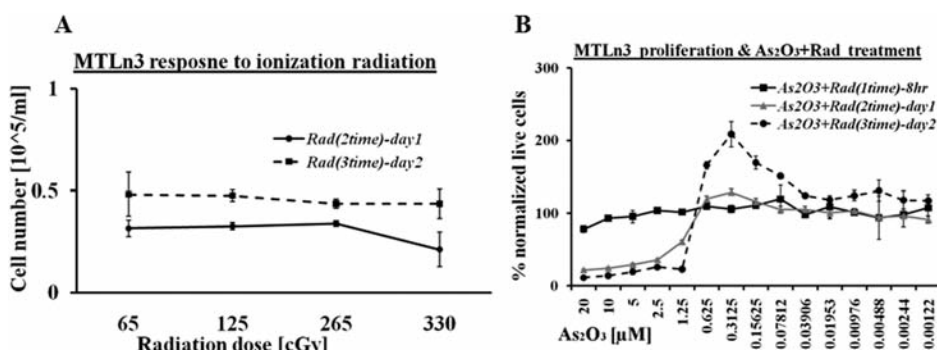 A
MTLn3 resposne to ionization radiation
Cell number [10^5/ml]
1
0.5
0
Rad(2time)-day1
Rad(3time)-day2
65 125 265 330
Radiation dose [cGy]
B
MTLn3 proliferation & As2O3+Rad treatment
% normalized live cells
300
200
100
0
As2O3+Rad(1time)-8hr
As2O3+Rad(2time)-day1
As2O3+Rad(3time)-day2
20 10 5 2.5 1.25 0.625 0.3125 0.15625 0.07812 0.03906 0.01953 0.00976 0.00488 0.00244 0.00122
As₂O₃ [µM]